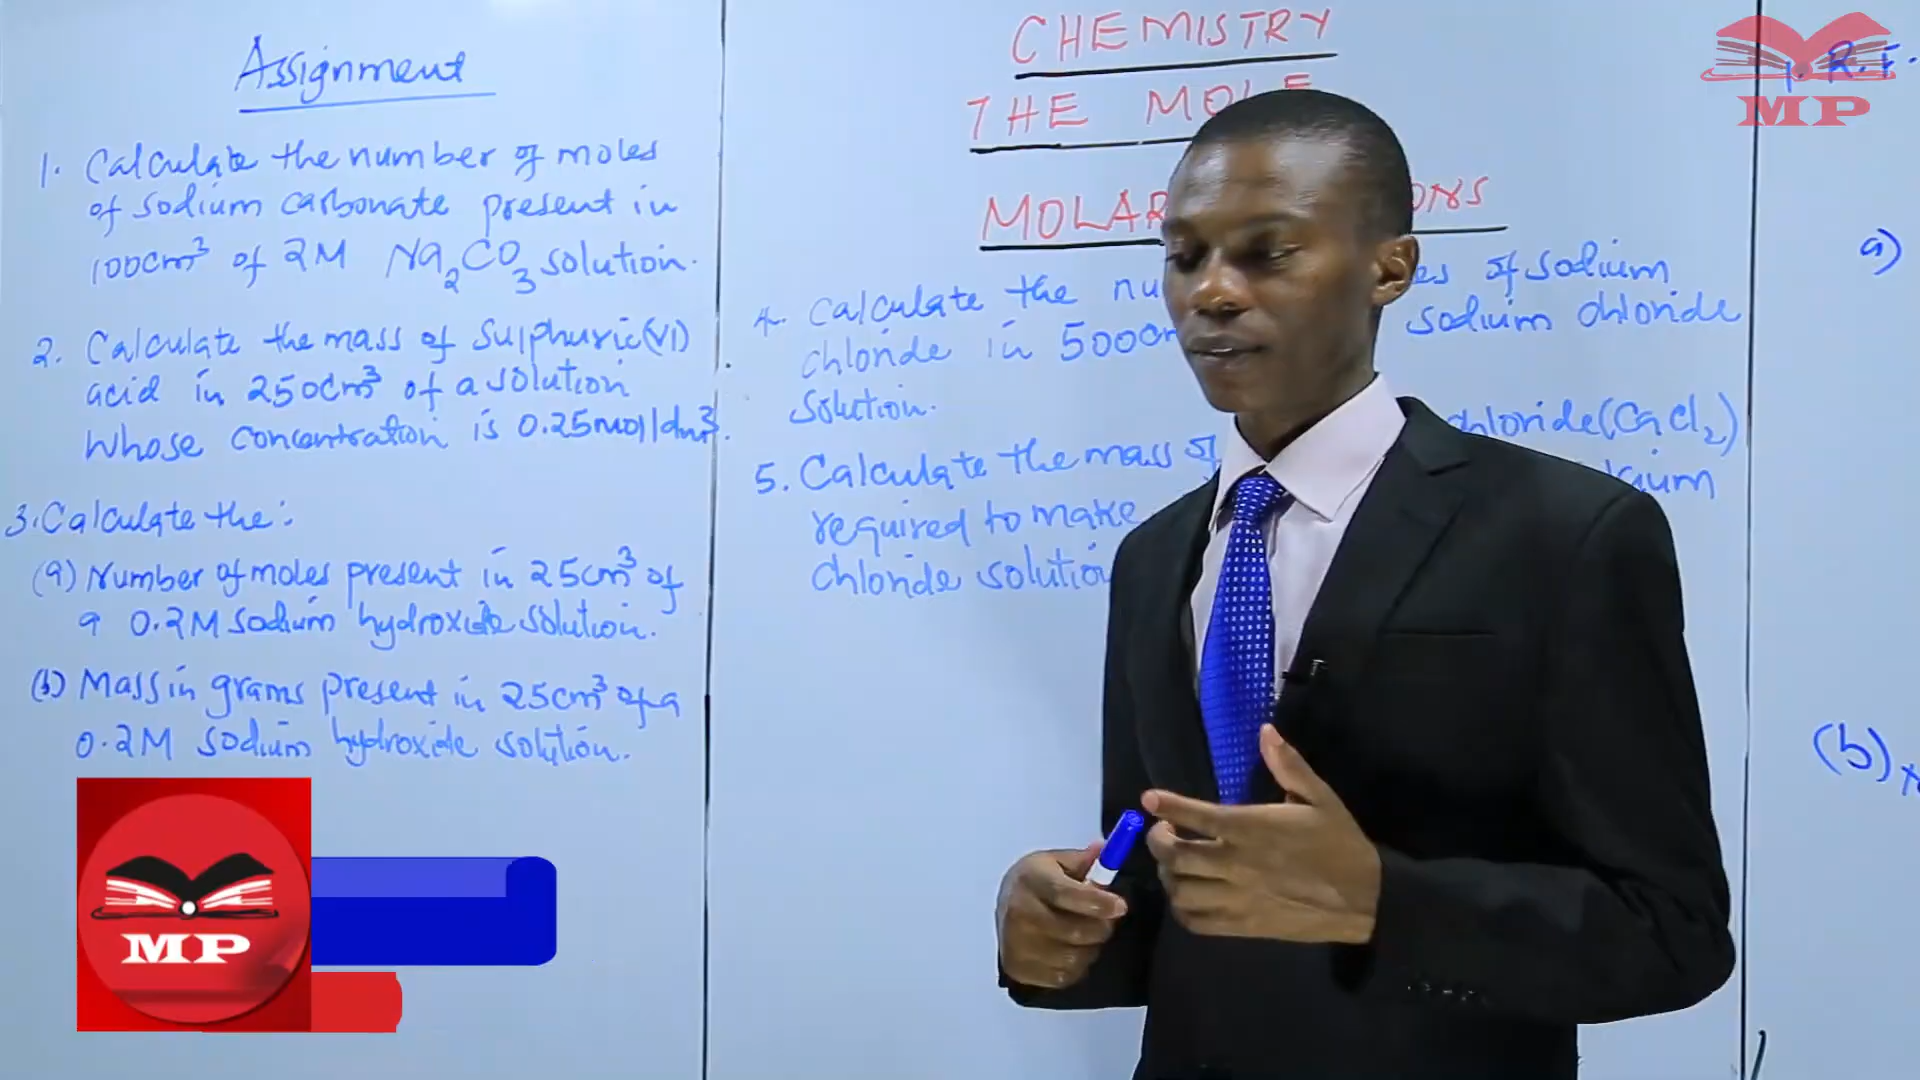 Assignment
1. Calculate the number of moles
of sodium carbonate present in
100cm³ of 2M Na₂CO₃ solution.
2. Calculate the mass of Sulphuric(VI)
acid in 250cm³ of a solution
whose concentration is 0.25mol/dm³.
3. Calculate the:
(a) Number of moles present in 25cm³ of
a 0.2M sodium hydroxide solution.
(b) Mass in grams present in 25cm³ of a
0.2M sodium hydroxide solution.
CHEMISTRY
THE MOLE
MOLAR
4. Calculate the of sodium
chloride in sodium chloride
solution.
5. Calculate the mass of chloride(CaCl₂)
required to make
chloride solution
1. R.F.
a)
(b)
MP
MP